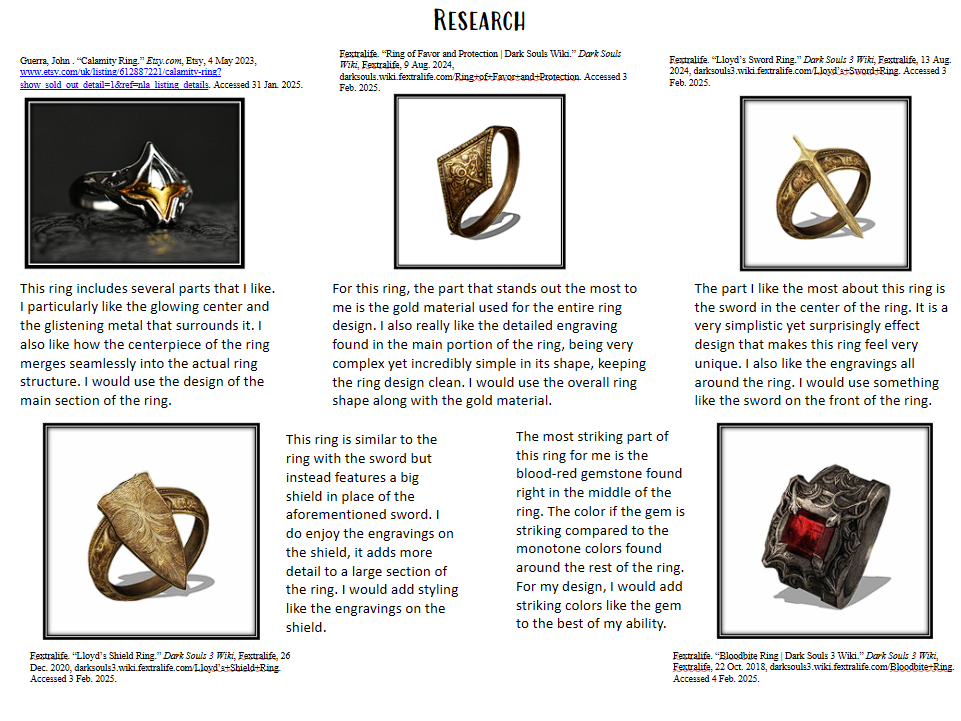 RESEARCH
Guerra, John . “Calamity Ring.” Etsy.com, Etsy, 4 May 2023,
www.etsy.com/uk/listing/612887221/calamity-ring?
show_sold_out_detail=1&ref=nla_listing_details. Accessed 31 Jan. 2025.
Fextralife. “Ring of Favor and Protection | Dark Souls Wiki.” Dark Souls
Wiki, Fextralife, 9 Aug. 2024,
darksouls.wiki.fextralife.com/Ring+of+Favor+and+Protection. Accessed 3
Feb. 2025.
Fextralife. “Lloyd’s Sword Ring.” Dark Souls 3 Wiki, Fextralife, 13 Aug.
2024, darksouls3.wiki.fextralife.com/Lloyd’s+Sword+Ring. Accessed 3
Feb. 2025.
This ring includes several parts that I like.
I particularly like the glowing center and
the glistening metal that surrounds it. I
also like how the centerpiece of the ring
merges seamlessly into the actual ring
structure. I would use the design of the
main section of the ring.
For this ring, the part that stands out the most to
me is the gold material used for the entire ring
design. I also really like the detailed engraving
found in the main portion of the ring, being very
complex yet incredibly simple in its shape, keeping
the ring design clean. I would use the overall ring
shape along with the gold material.
The part I like the most about this ring is
the sword in the center of the ring. It is a
very simplistic yet surprisingly effect
design that makes this ring feel very
unique. I also like the engravings all
around the ring. I would use something
like the sword on the front of the ring.
This ring is similar to the
ring with the sword but
instead features a big
shield in place of the
aforementioned sword. I
do enjoy the engravings on
the shield, it adds more
detail to a large section of
the ring. I would add styling
like the engravings on the
shield.
The most striking part of
this ring for me is the
blood-red gemstone found
right in the middle of the
ring. The color if the gem is
striking compared to the
monotone colors found
around the rest of the ring.
For my design, I would add
striking colors like the gem
to the best of my ability.
Fextralife. “Lloyd’s Shield Ring.” Dark Souls 3 Wiki, Fextralife, 26
Dec. 2020, darksouls3.wiki.fextralife.com/Lloyd’s+Shield+Ring.
Accessed 3 Feb. 2025.
Fextralife. “Bloodbite Ring | Dark Souls 3 Wiki.” Dark Souls 3 Wiki,
Fextralife, 22 Oct. 2018, darksouls3.wiki.fextralife.com/Bloodbite+Ring.
Accessed 4 Feb. 2025.